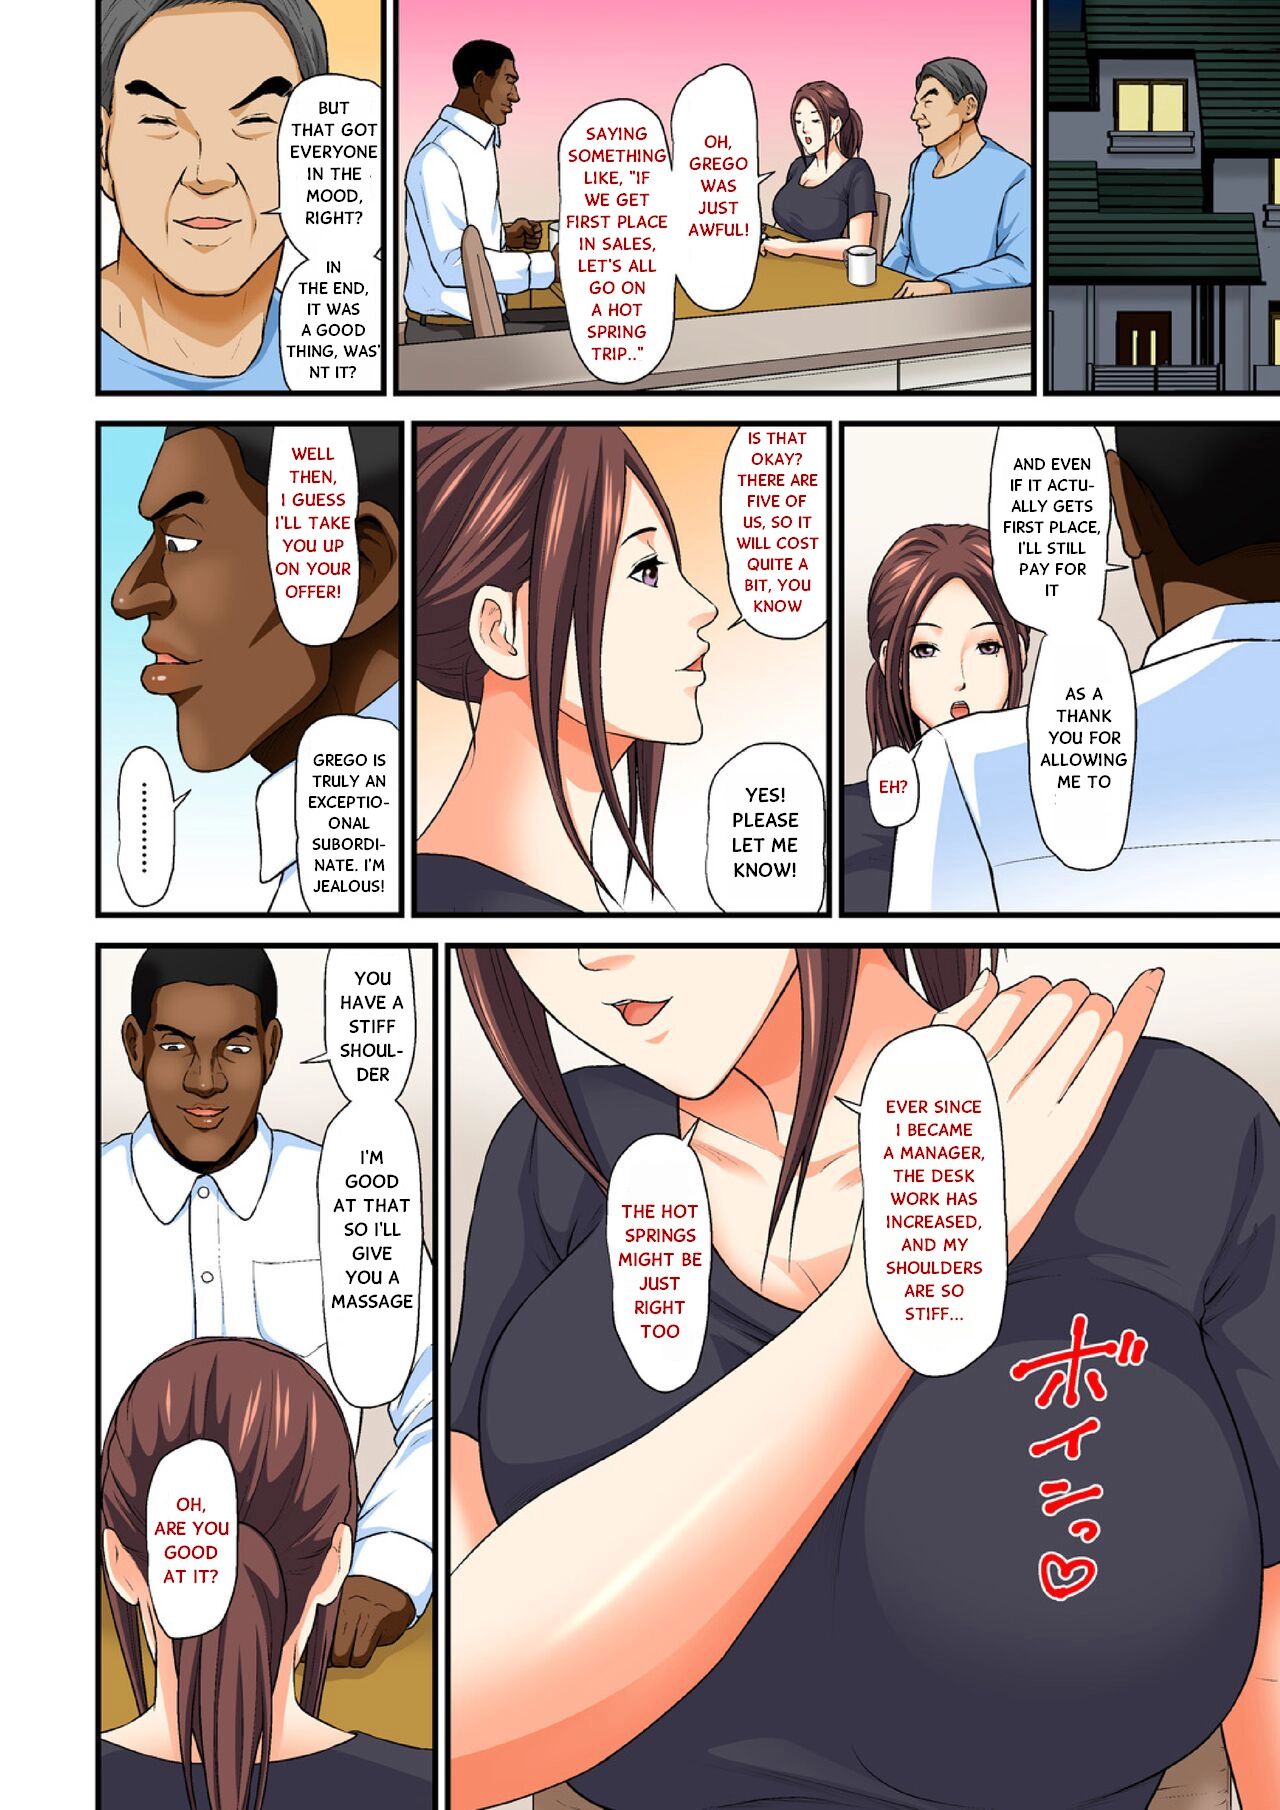 OH,
GREGO
WAS
JUST
AWFUL!
SAYING
SOMETHING
LIKE, "IF
WE GET
FIRST PLACE
IN SALES,
LET'S ALL
GO ON
A HOT
SPRING
TRIP.."
BUT
THAT GOT
EVERYONE
IN THE
MOOD,
RIGHT?
IN
THE END,
IT WAS
A GOOD
THING, WAS'
NT IT?
AND EVEN
IF IT ACTU-
ALLY GETS
FIRST PLACE,
I'LL STILL
PAY FOR
IT
AS A
THANK
YOU FOR
ALLOWING
ME TO
EH?
IS THAT
OKAY?
THERE ARE
FIVE OF
US, SO IT
WILL COST
QUITE A
BIT, YOU
KNOW
YES!
PLEASE
LET ME
KNOW!
WELL
THEN,
I GUESS
I'LL TAKE
YOU UP
ON YOUR
OFFER!
GREGO IS
TRULY AN
EXCEPTIO-
ONAL
SUBORDI-
NATE. I'M
JEALOUS!
..........
EVER SINCE
I BECAME
A MANAGER,
THE DESK
WORK HAS
INCREASED,
AND MY
SHOULDERS
ARE SO
STIFF...
THE HOT
SPRINGS
MIGHT BE
JUST
RIGHT
TOO
ボインっ♡
YOU
HAVE A
STIFF
SHOUL-
DER
I'M
GOOD
AT THAT
SO I'LL
GIVE
YOU A
MASSAGE
OH,
ARE YOU
GOOD
AT IT?